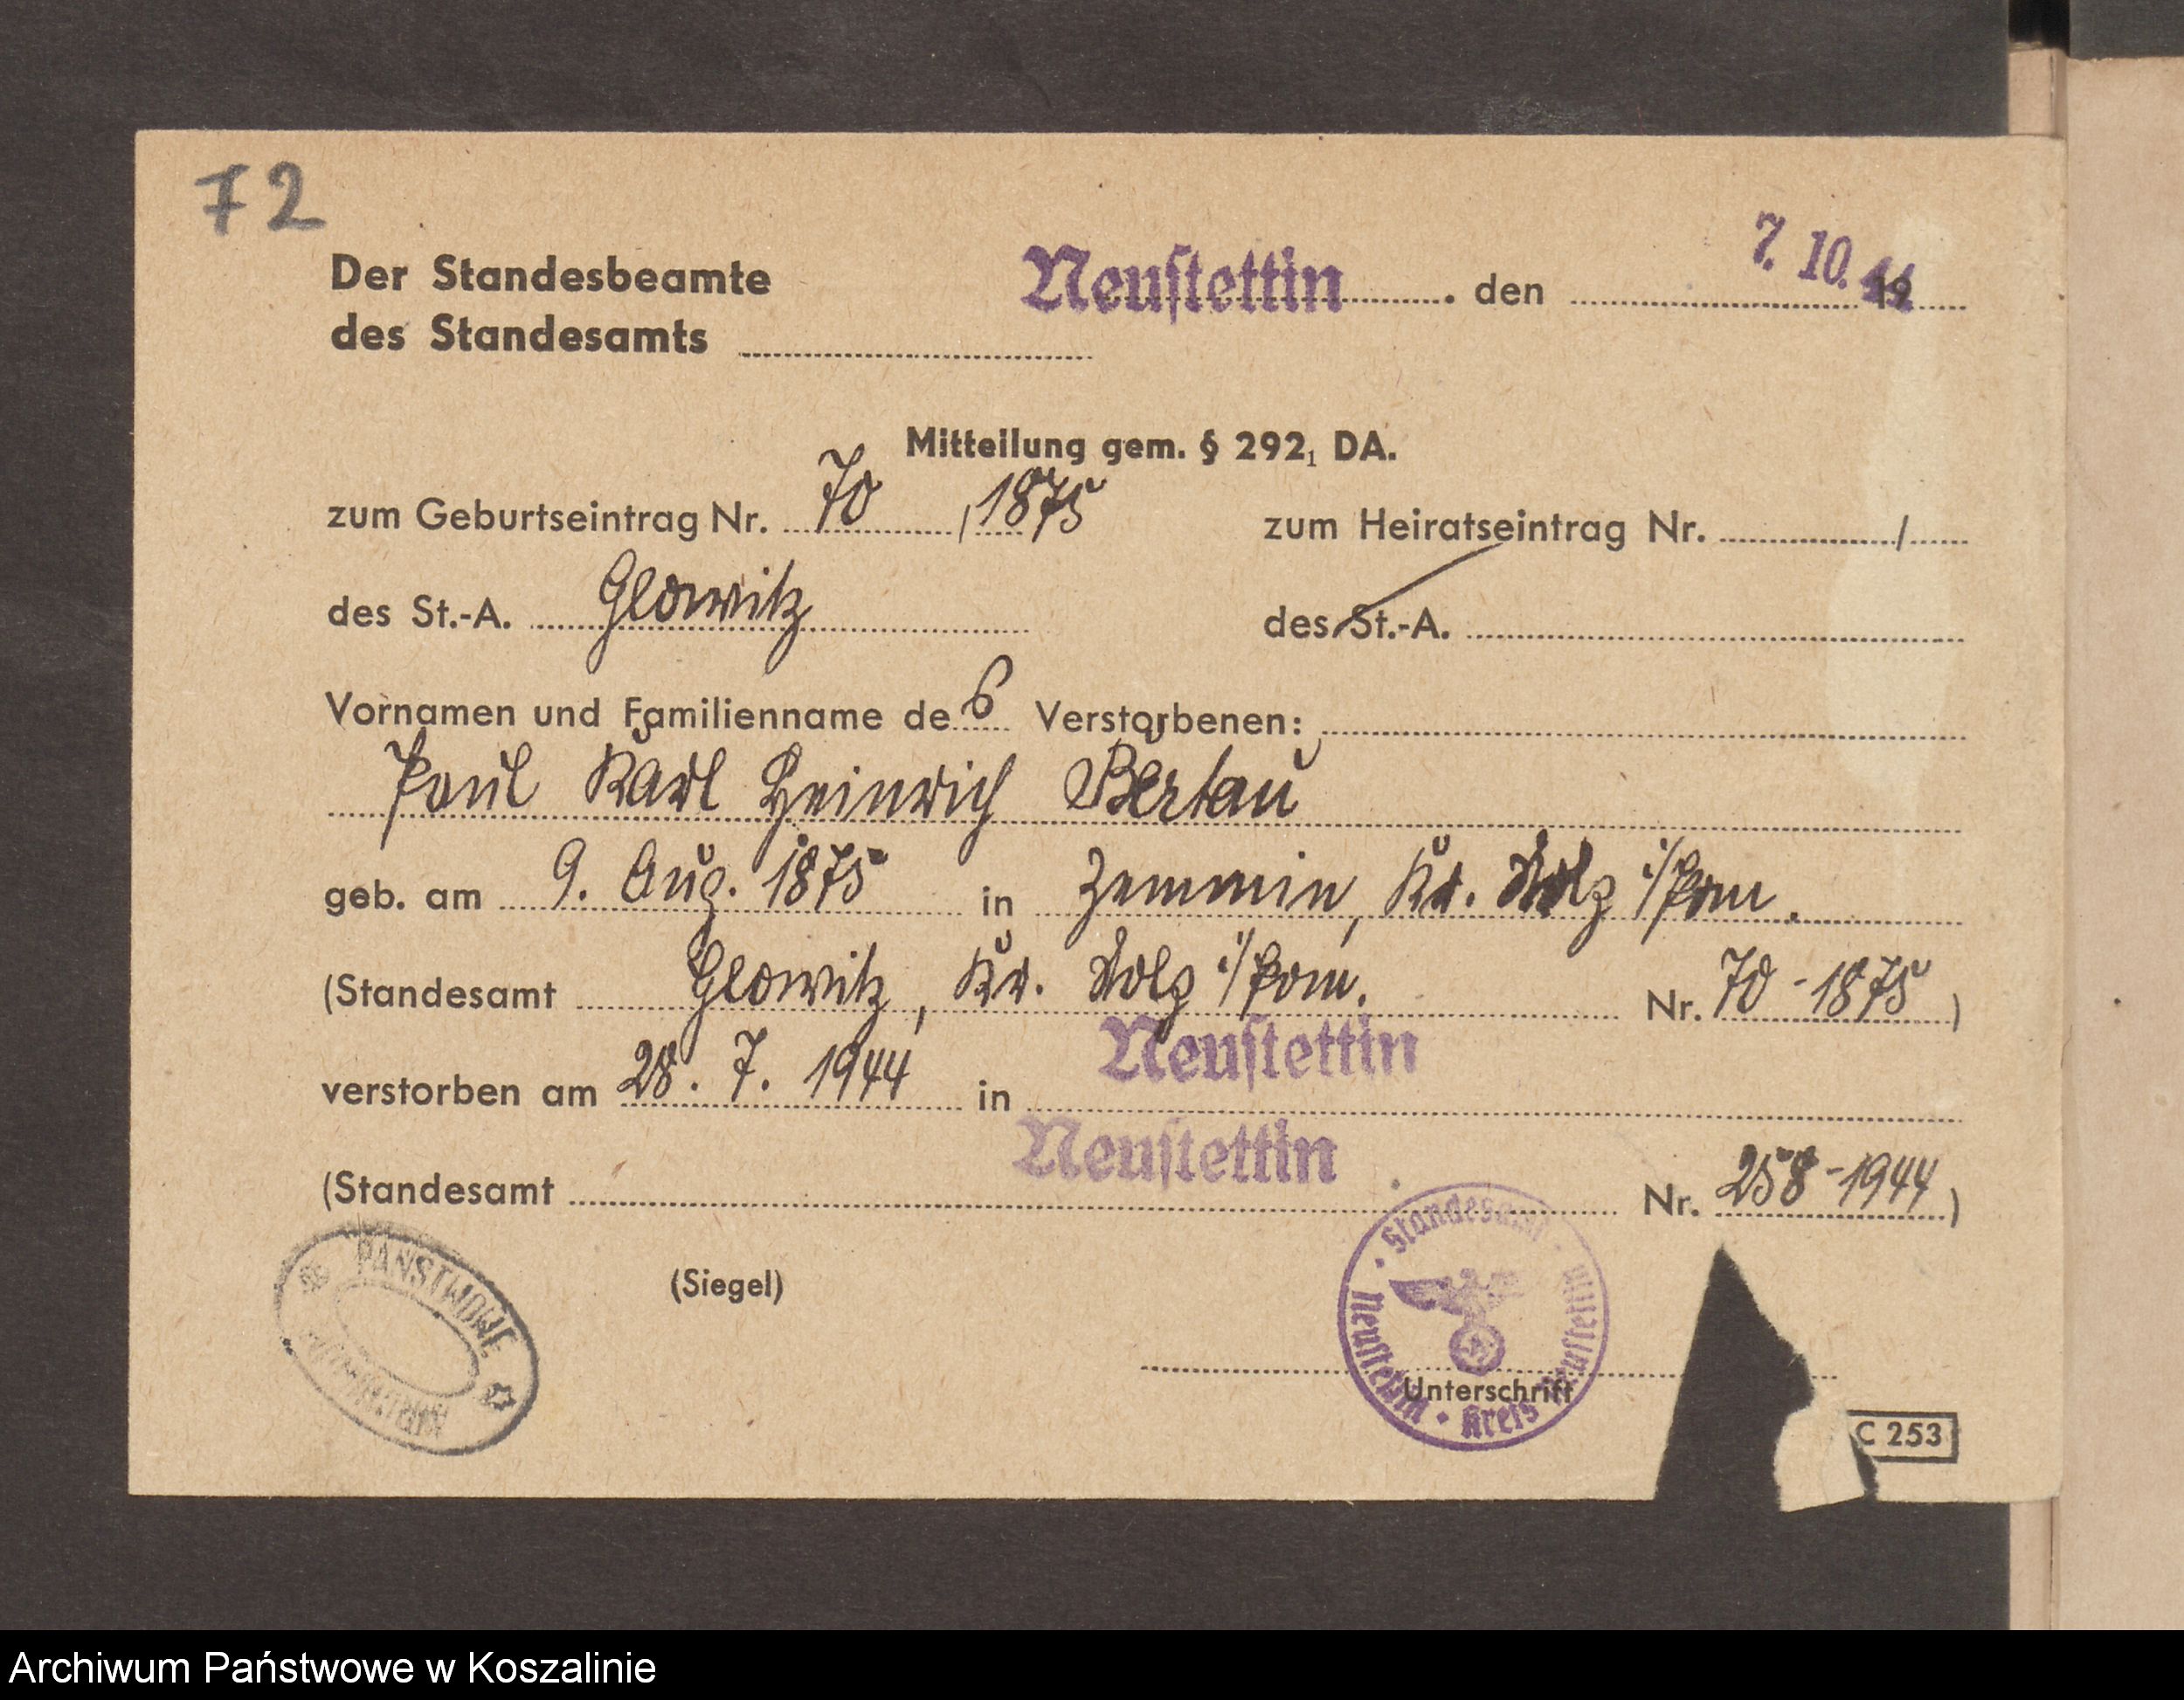 72
Der Standesbeamte
des Standesamts
Neustettin, den 7. 10. 44
Mitteilung gem. § 292, DA.
zum Geburtseintrag Nr. 70 / 1875
zum Heiratseintrag Nr. /
des St.-A. Glowitz
des St.-A.
Vornamen und Familienname des Verstorbenen:
Paul Karl Heinrich Bertau
geb. am 9. Aug. 1875 in Zemmin, Kr. Stolp i/Pom.
(Standesamt Glowitz, Kr. Stolp i/Pom. Nr. 70-1875)
verstorben am 28. 7. 1944 in Neustettin
(Standesamt Neustettin Nr. 258-1944)
(Siegel)
Standesamt
Neustettin · Kreis Neustettin
Unterschrift
PAŃSTWOWE
C 253
Archiwum Państwowe w Koszalinie